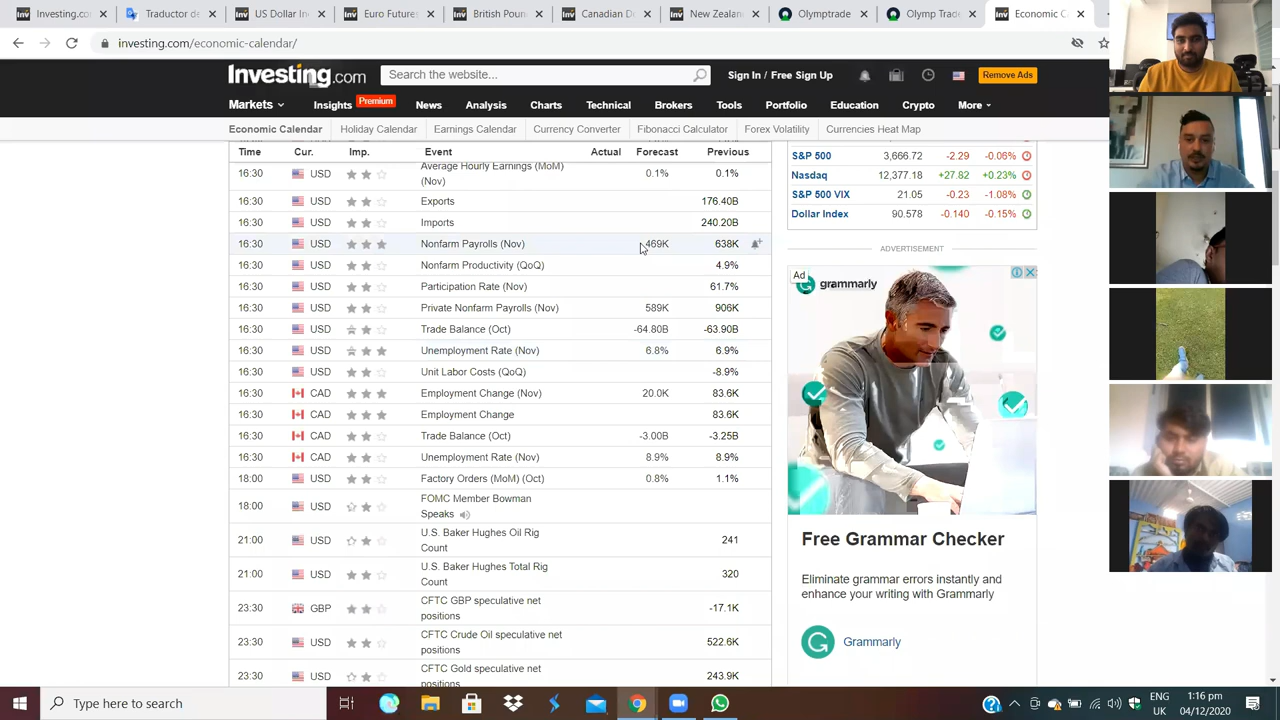 Investing.co
Traductor de
US Dollar In
Euro Future
British Poun
Canadian D
New Zealan
Olymptrade
Olymp Trad
Economic C
investing.com/economic-calendar/
Investing.com
Search the website...
Sign In / Free Sign Up
Remove Ads
Markets
Insights
Premium
News
Analysis
Charts
Technical
Brokers
Tools
Portfolio
Education
Crypto
More
Economic Calendar
Holiday Calendar
Earnings Calendar
Currency Converter
Fibonacci Calculator
Forex Volatility
Currencies Heat Map
Time Cur. Imp. Event Actual Forecast Previous
16:30 USD Average Hourly Earnings (MoM) 0.1% 0.1%
(Nov)
16:30 USD Exports 176.40B
16:30 USD Imports 240.20B
16:30 USD Nonfarm Payrolls (Nov) 469K 638K
16:30 USD Nonfarm Productivity (QoQ) 4.9%
16:30 USD Participation Rate (Nov) 61.7%
16:30 USD Private Nonfarm Payrolls (Nov) 589K 906K
16:30 USD Trade Balance (Oct) -64.80B -63.90B
16:30 USD Unemployment Rate (Nov) 6.8% 6.9%
16:30 USD Unit Labor Costs (QoQ) -8.9%
16:30 CAD Employment Change (Nov) 20.0K 83.6K
16:30 CAD Employment Change 83.6K
16:30 CAD Trade Balance (Oct) -3.00B -3.25B
16:30 CAD Unemployment Rate (Nov) 8.9% 8.9%
18:00 USD Factory Orders (MoM) (Oct) 0.8% 1.1%
18:00 USD FOMC Member Bowman
Speaks
21:00 USD U.S. Baker Hughes Oil Rig 241
Count
21:00 USD U.S. Baker Hughes Total Rig 320
Count
23:30 GBP CFTC GBP speculative net -17.1K
positions
23:30 USD CFTC Crude Oil speculative net 522.6K
positions
23:30 USD CFTC Gold speculative net 243.9K
positions
S&P 500 3,666.72 -2.29 -0.06%
Nasdaq 12,377.18 +27.82 +0.23%
S&P 500 VIX 21.05 -0.23 -1.08%
Dollar Index 90.578 -0.140 -0.15%
ADVERTISEMENT
Ad
grammarly
Free Grammar Checker
Eliminate grammar errors instantly and
enhance your writing with Grammarly
Grammarly
Type here to search
ENG
UK
1:16 pm
04/12/2020